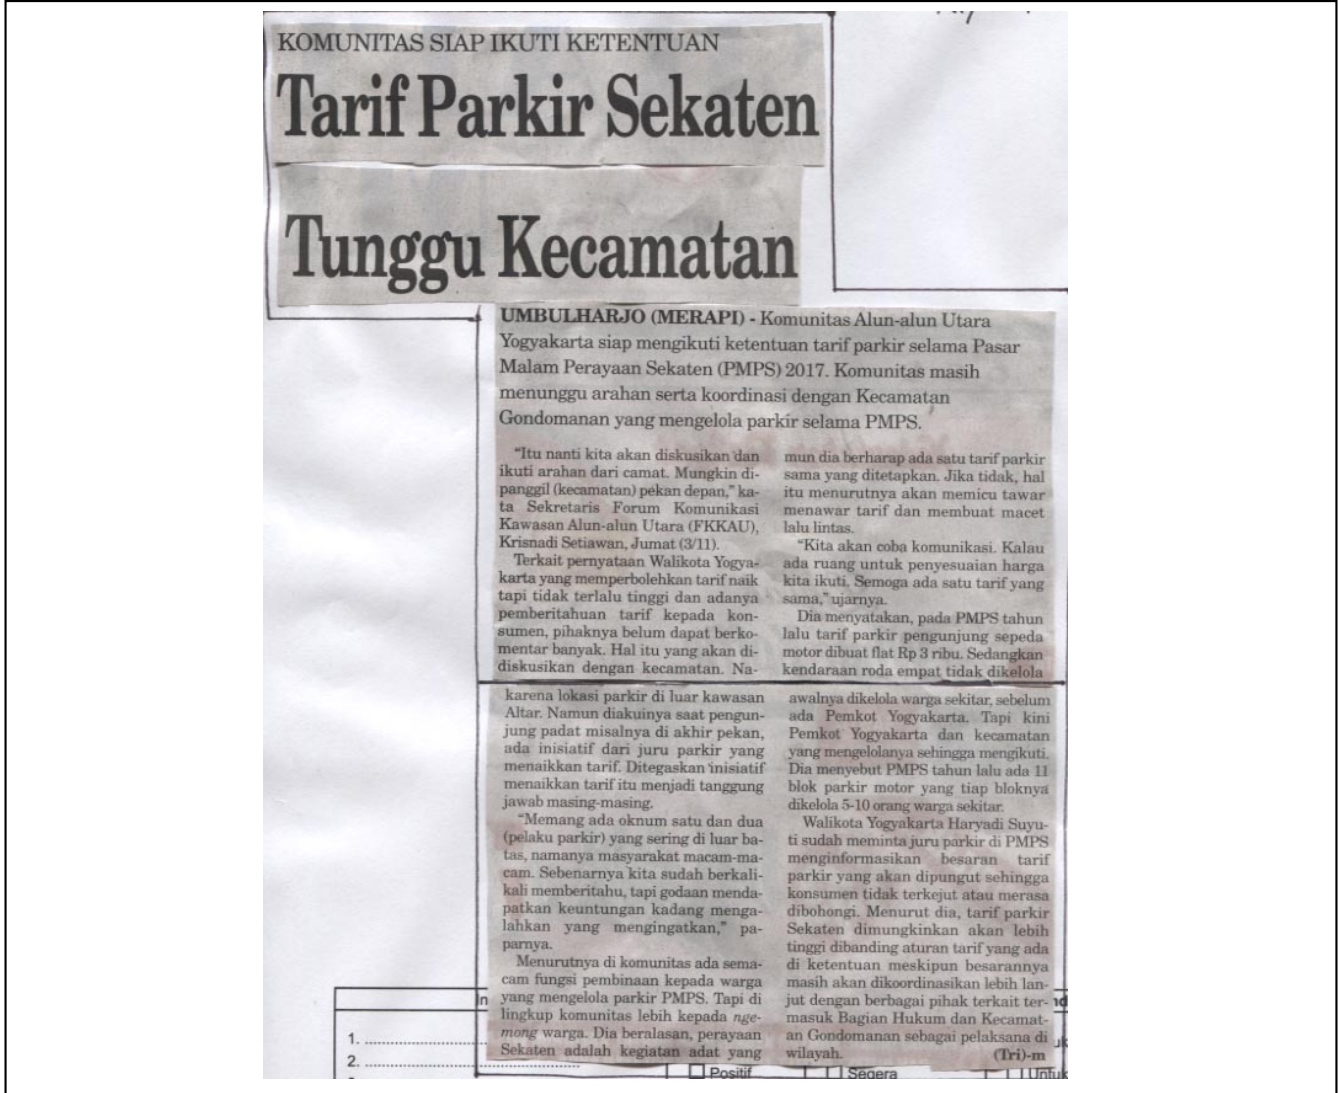 KOMUNITAS SIAP IKUTI KETENTUAN
Tarif Parkir Sekaten
Tunggu Kecamatan
UMBULHARJO (MERAPI) - Komunitas Alun-alun Utara
Yogyakarta siap mengikuti ketentuan tarif parkir selama Pasar
Malam Perayaan Sekaten (PMPS) 2017. Komunitas masih
menunggu arahan serta koordinasi dengan Kecamatan
Gondomanan yang mengelola parkir selama PMPS.
"Itu nanti kita akan diskusikan dan
ikuti arahan dari camat. Mungkin di-
panggil (kecamatan) pekan depan," ka-
ta Sekretaris Forum Komunikasi
Kawasan Alun-alun Utara (FKKAU),
Krisnadi Setiawan, Jumat (3/11).
Terkait pernyataan Walikota Yogya-
karta yang memperbolehkan tarif naik
tapi tidak terlalu tinggi dan adanya
pemberitahuan tarif kepada kon-
sumen, pihaknya belum dapat berko-
mentar banyak. Hal itu yang akan di-
diskusikan dengan kecamatan. Na-
mun dia berharap ada satu tarif parkir
sama yang ditetapkan. Jika tidak, hal
itu menurutnya akan memicu tawar
menawar tarif dan membuat macet
lalu lintas.
"Kita akan coba komunikasi. Kalau
ada ruang untuk penyesuaian harga
kita ikuti. Semoga ada satu tarif yang
sama," ujarnya.
Dia menyatakan, pada PMPS tahun
lalu tarif parkir pengunjung sepeda
motor dibuat flat Rp 3 ribu. Sedangkan
kendaraan roda empat tidak dikelola
karena lokasi parkir di luar kawasan
Altar. Namun diakuinya saat pengun-
jung padat misalnya di akhir pekan,
ada inisiatif dari juru parkir yang
menaikkan tarif. Ditegaskan inisiatif
menaikkan tarif itu menjadi tanggung
jawab masing-masing.
"Memang ada oknum satu dan dua
(pelaku parkir) yang sering di luar ba-
tas, namanya masyarakat macam-ma-
cam. Sebenarnya kita sudah berkali-
kali memberitahu, tapi godaan menda-
patkan keuntungan kadang menga-
lahkan yang mengingatkan," pa-
parnya.
Menurutnya di komunitas ada sema-
cam fungsi pembinaan kepada warga
yang mengelola parkir PMPS. Tapi di
lingkup komunitas lebih kepada nge-
mong warga. Dia beralasan, perayaan
Sekaten adalah kegiatan adat yang
awalnya dikelola warga sekitar, sebelum
ada Pemkot Yogyakarta. Tapi kini
Pemkot Yogyakarta dan kecamatan
yang mengelolanya sehingga mengikuti.
Dia menyebut PMPS tahun lalu ada 11
blok parkir motor yang tiap bloknya
dikelola 5-10 orang warga sekitar.
Walikota Yogyakarta Haryadi Suyu-
ti sudah meminta juru parkir di PMPS
menginformasikan besaran tarif
parkir yang akan dipungut sehingga
konsumen tidak terkejut atau merasa
dibohongi. Menurut dia, tarif parkir
Sekaten dimungkinkan akan lebih
tinggi dibanding aturan tarif yang ada
di ketentuan meskipun besarannya
masih akan dikoordinasikan lebih lan-
jut dengan berbagai pihak terkait ter-
masuk Bagian Hukum dan Kecamat-
an Gondomanan sebagai pelaksana di
wilayah. (Tri)-m
1.
2.
Positif Segera